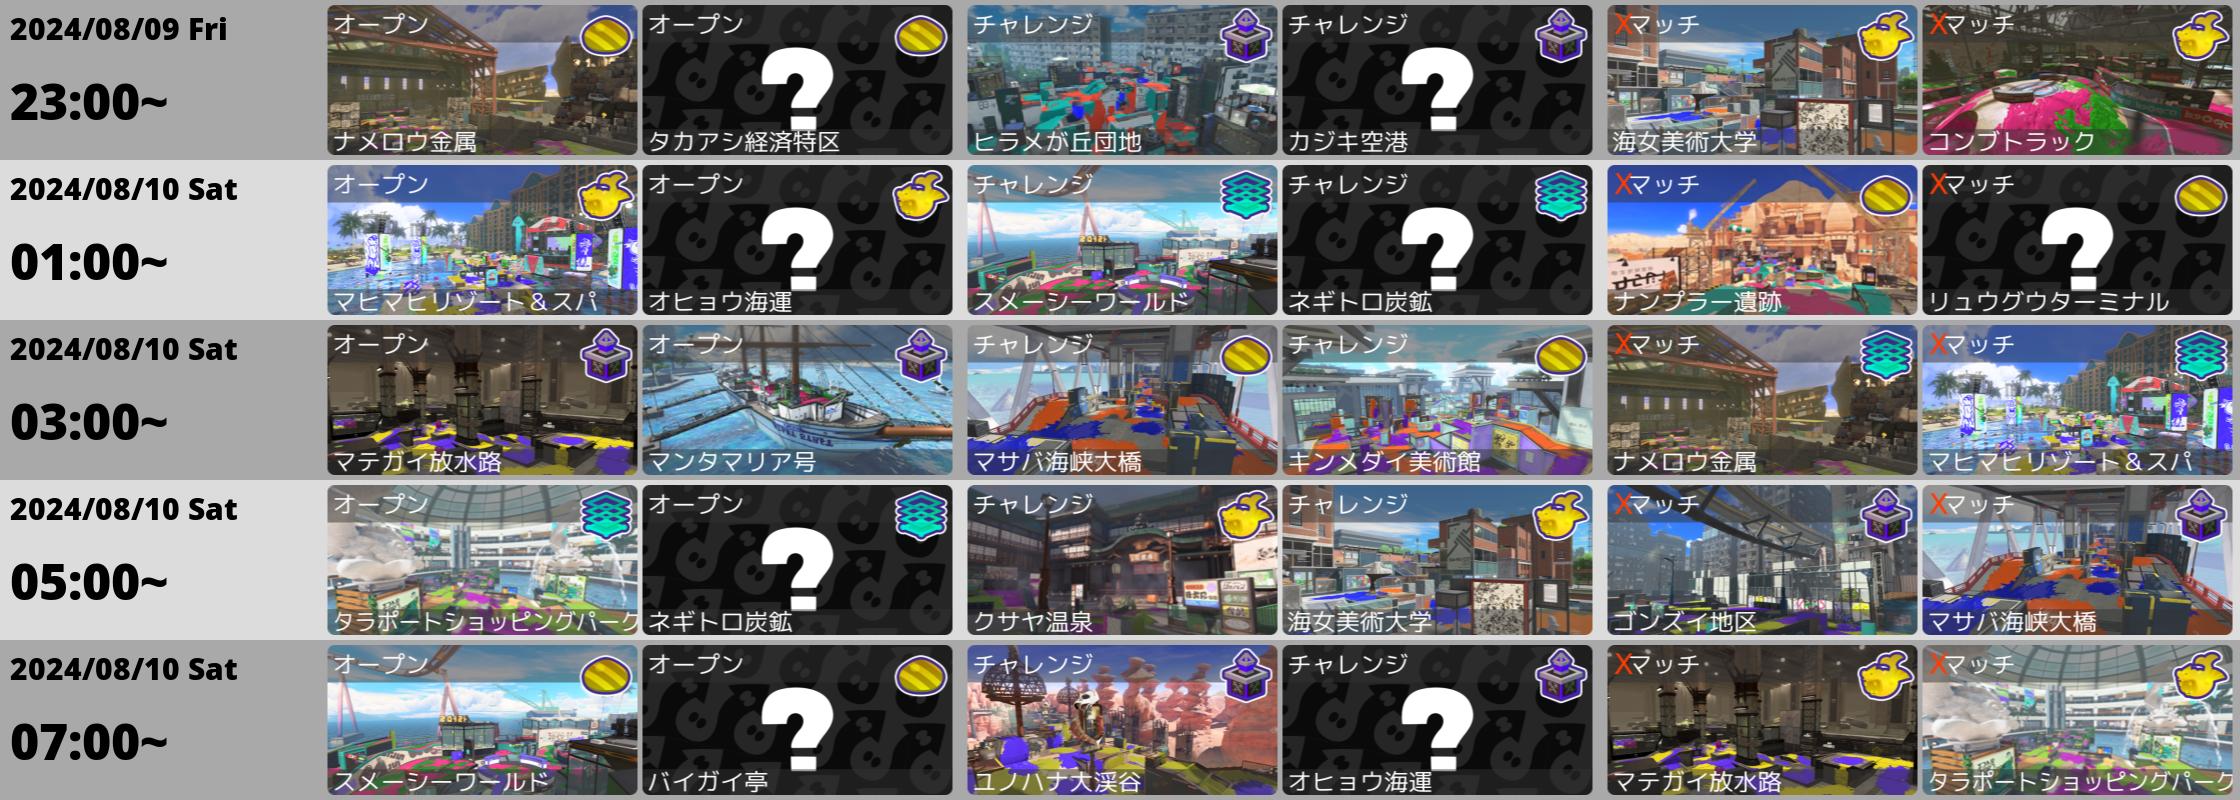 2024/08/09 Fri
23:00~
オープン
ナメロウ金属
オープン
?
タカアシ経済特区
チャレンジ
ヒラメが丘団地
チャレンジ
?
カジキ空港
Xマッチ
海女美術大学
Xマッチ
コンブトラック
2024/08/10 Sat
01:00~
オープン
マヒマヒリゾート＆スパ
オープン
?
オヒョウ海運
チャレンジ
スメーシーワールド
チャレンジ
?
ネギトロ炭鉱
Xマッチ
ナンプラー遺跡
Xマッチ
?
リュウグウターミナル
2024/08/10 Sat
03:00~
オープン
マテガイ放水路
オープン
マンタマリア号
チャレンジ
マサバ海峡大橋
チャレンジ
キンメダイ美術館
Xマッチ
ナメロウ金属
Xマッチ
マヒマヒリゾート＆スパ
2024/08/10 Sat
05:00~
オープン
タラポートショッピングパーク
オープン
?
ネギトロ炭鉱
チャレンジ
クサヤ温泉
チャレンジ
海女美術大学
Xマッチ
ゴンズイ地区
Xマッチ
マサバ海峡大橋
2024/08/10 Sat
07:00~
オープン
スメーシーワールド
オープン
?
バイガイ亭
チャレンジ
ユノハナ大渓谷
チャレンジ
?
オヒョウ海運
Xマッチ
マテガイ放水路
Xマッチ
タラポートショッピングパーク